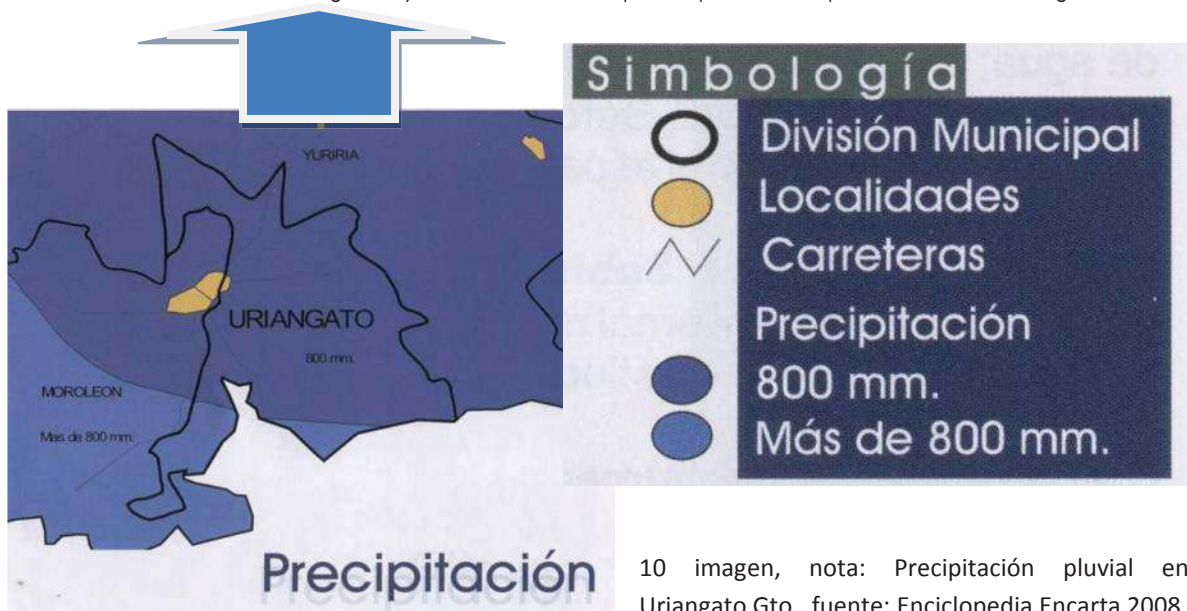 Simbología
División Municipal
Localidades
Carreteras
Precipitación
800 mm.
Más de 800 mm.
YURIRIA
URIANGATO
800 mm.
MOROLEON
Mas de 800 mm.
Precipitación
10 imagen, nota: Precipitación pluvial en
Uriangato Gto., fuente: Enciclopedia Encarta 2008.